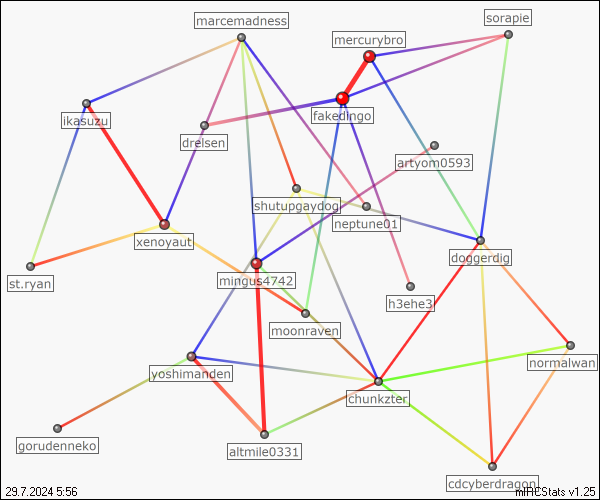 marcemadness
sorapie
mercurybro
ikasuzu
fakedingo
drelsen
artyom0593
shutupgaydog
neptune01
xenoyaut
doggerdig
st.ryan
mingus4742
h3ehe3
moonraven
normalwan
yoshimanden
chunkzter
gorudenneko
altmile0331
cdcyberdragon
29.7.2024 5:56
mIRCStats v1.25